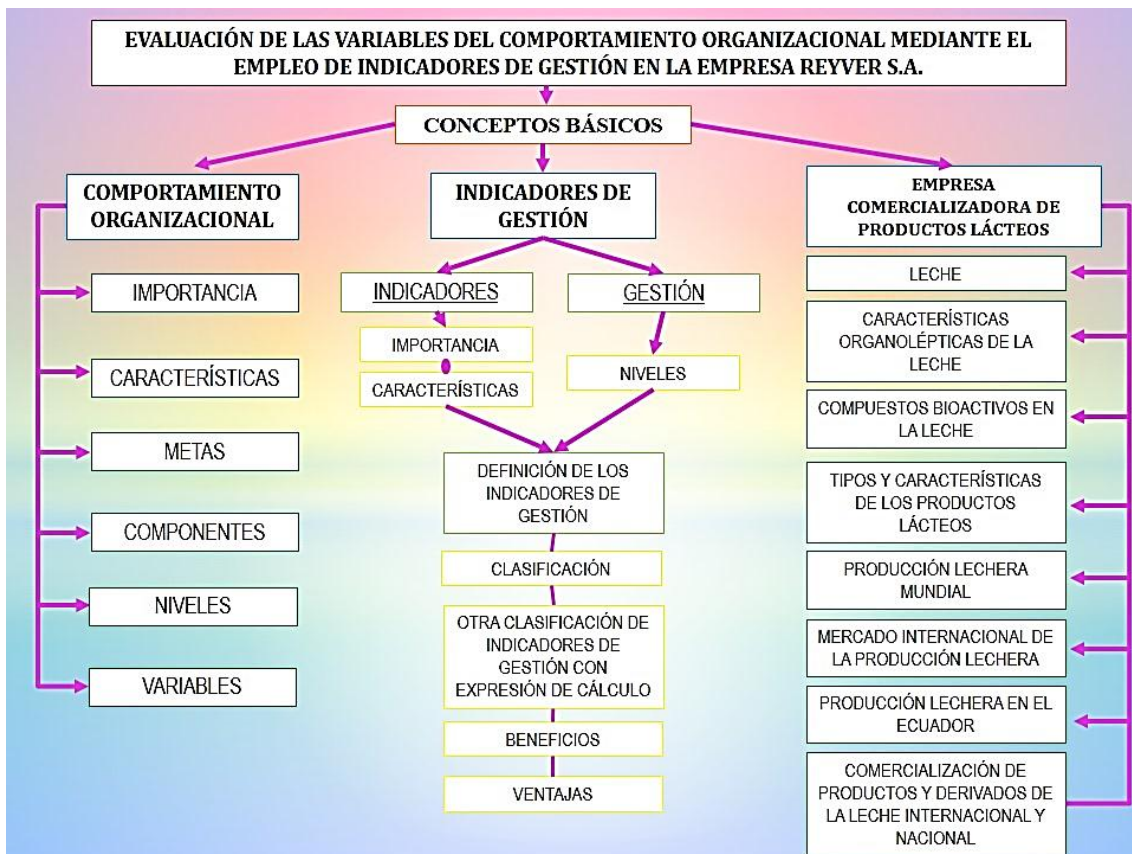 EVALUACIÓN DE LAS VARIABLES DEL COMPORTAMIENTO ORGANIZACIONAL MEDIANTE EL
EMPLEO DE INDICADORES DE GESTIÓN EN LA EMPRESA REYVER S.A.
CONCEPTOS BÁSICOS
COMPORTAMIENTO
ORGANIZACIONAL
IMPORTANCIA
CARACTERÍSTICAS
METAS
COMPONENTES
NIVELES
VARIABLES
INDICADORES DE
GESTIÓN
INDICADORES
IMPORTANCIA
CARACTERÍSTICAS
GESTIÓN
NIVELES
DEFINICIÓN DE LOS
INDICADORES DE
GESTIÓN
CLASIFICACIÓN
OTRA CLASIFICACIÓN DE
INDICADORES DE
GESTIÓN CON
EXPRESIÓN DE CÁLCULO
BENEFICIOS
VENTAJAS
EMPRESA
COMERCIALIZADORA DE
PRODUCTOS LÁCTEOS
LECHE
CARACTERÍSTICAS
ORGANOLÉPTICAS DE LA
LECHE
COMPUESTOS BIOACTIVOS EN
LA LECHE
TIPOS Y CARACTERÍSTICAS
DE LOS PRODUCTOS
LÁCTEOS
PRODUCCIÓN LECHERA
MUNDIAL
MERCADO INTERNACIONAL DE
LA PRODUCCIÓN LECHERA
PRODUCCIÓN LECHERA EN EL
ECUADOR
COMERCIALIZACIÓN DE
PRODUCTOS Y DERIVADOS DE
LA LECHE INTERNACIONAL Y
NACIONAL